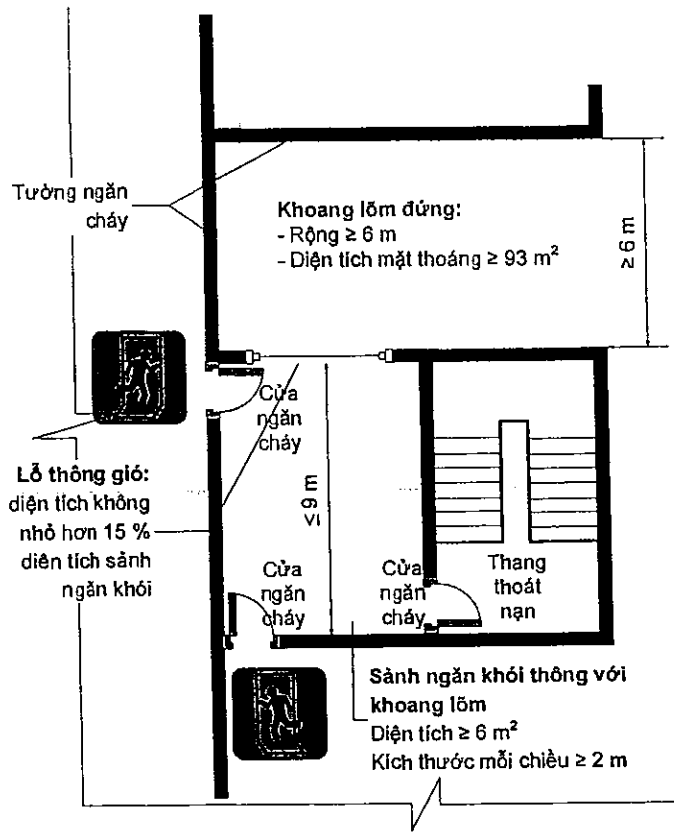 Tường ngăn
cháy
Khoang lõm đứng:
- Rộng ≥ 6 m
- Diện tích mặt thoáng ≥ 93 m²
≥ 6 m
Cửa
ngăn
cháy
≤ 9 m
Lỗ thông gió:
diện tích không
nhỏ hơn 15 %
diên tích sảnh
ngăn khói
Cửa
ngăn
cháy
Cửa
ngăn
cháy
Thang
thoát
nạn
Sảnh ngăn khói thông với
khoang lõm
Diện tích ≥ 6 m²
Kích thước mỗi chiều ≥ 2 m